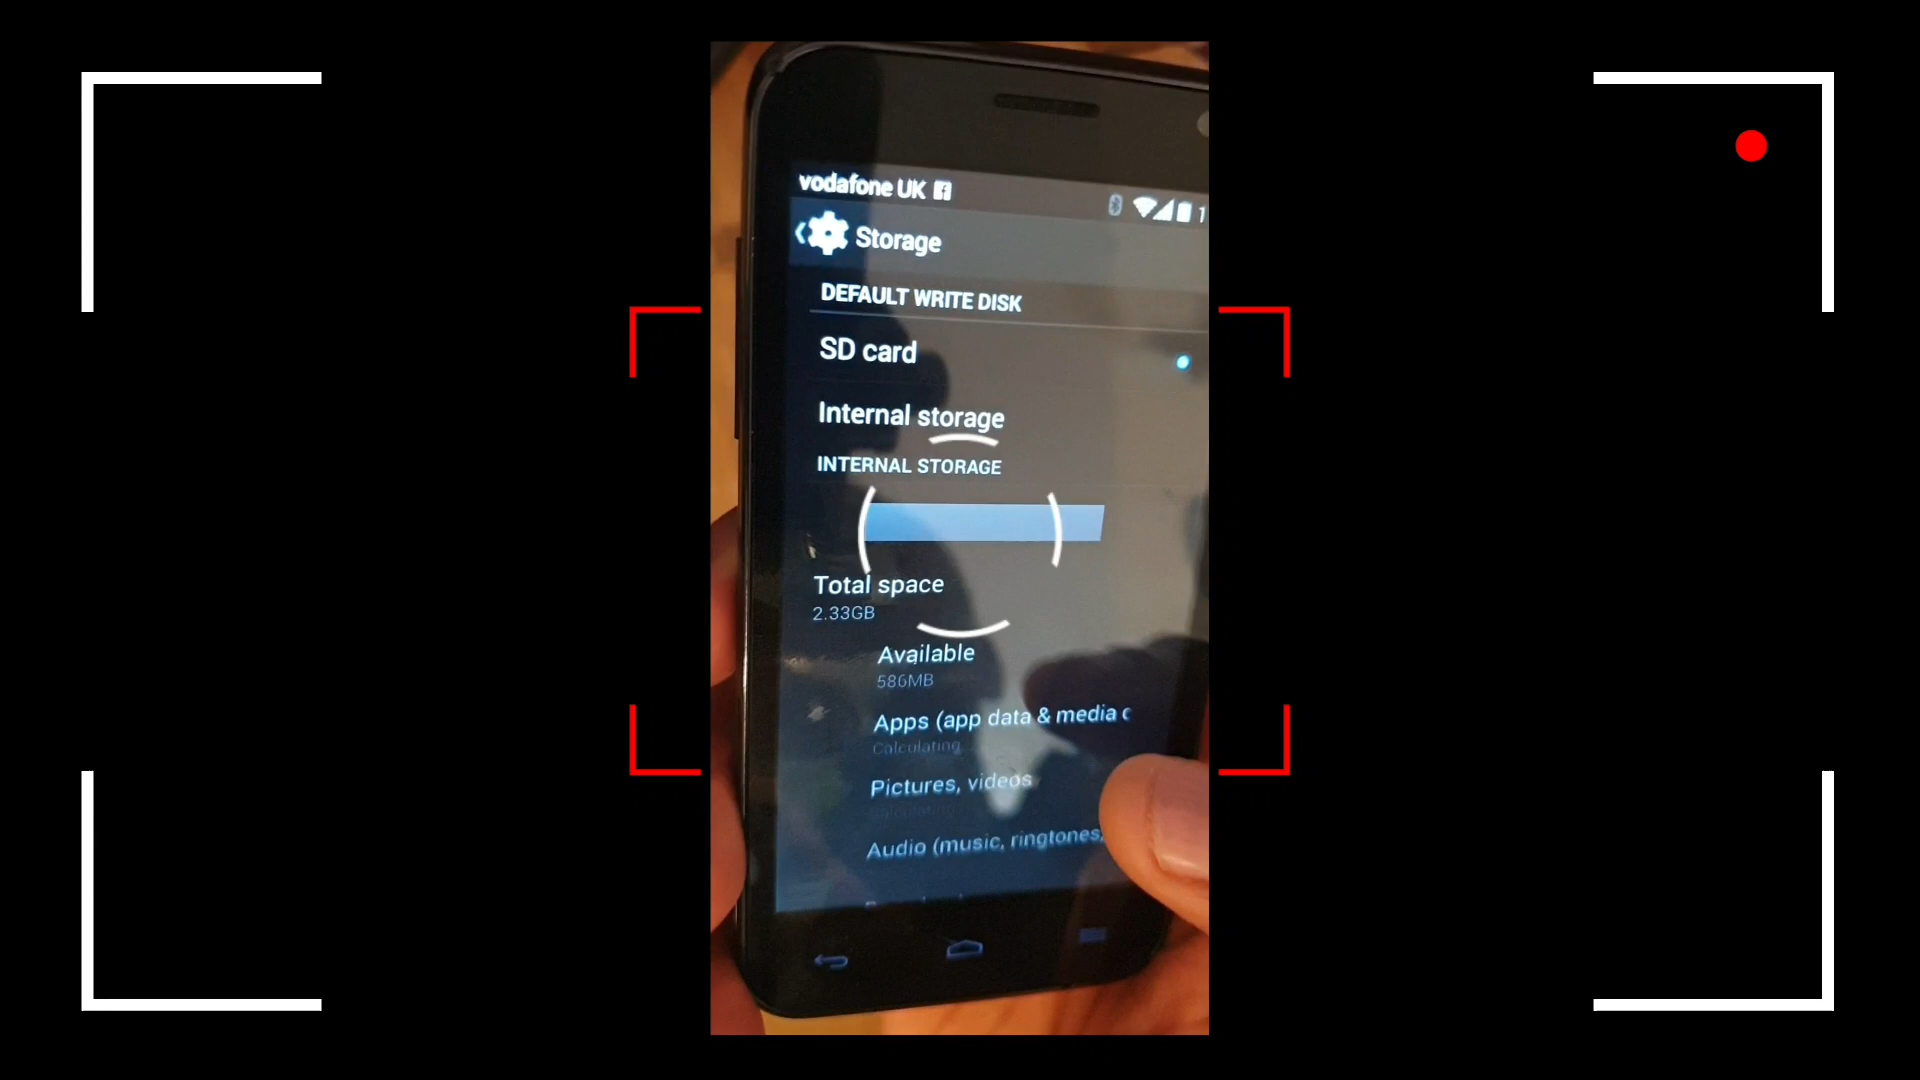 vodafone UK
1
Storage
DEFAULT WRITE DISK
SD card
Internal storage
INTERNAL STORAGE
Total space
2.33GB
Available
586MB
Apps (app data & media c
Calculating
Pictures, videos
Audio (music, ringtones,